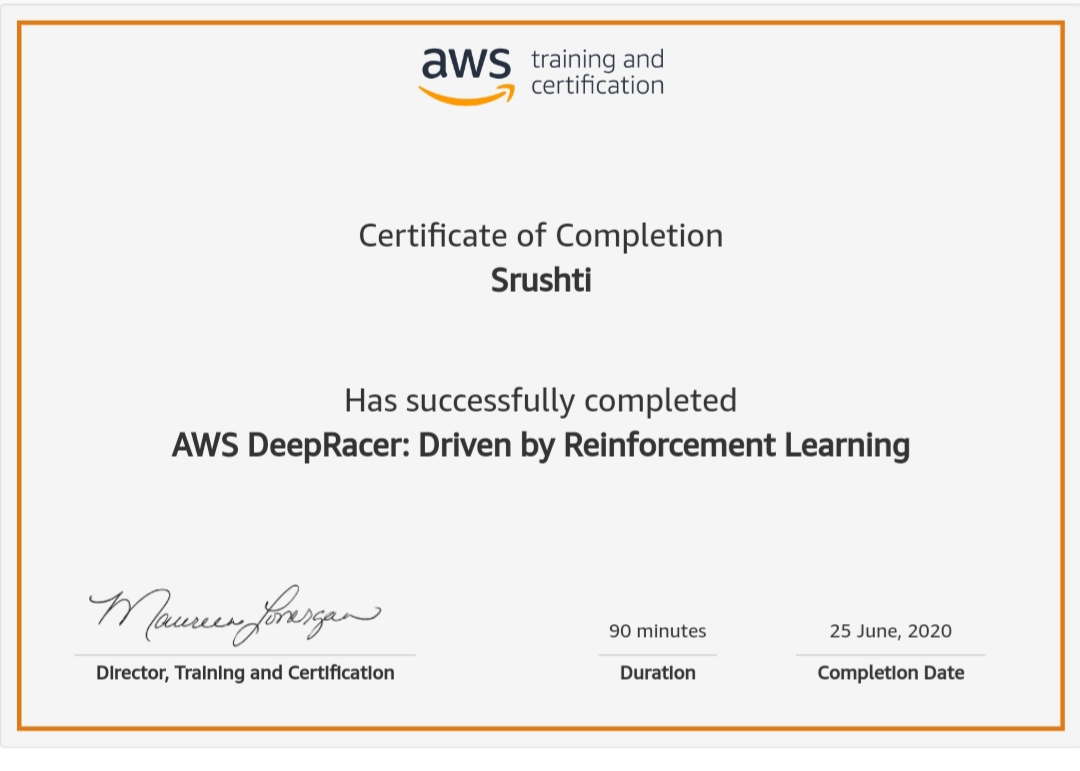 aws training and
certification
Certificate of Completion
Srushti
Has successfully completed
AWS DeepRacer: Driven by Reinforcement Learning
Maureen Lonergan
90 minutes
25 June, 2020
Director, Training and Certification
Duration
Completion Date